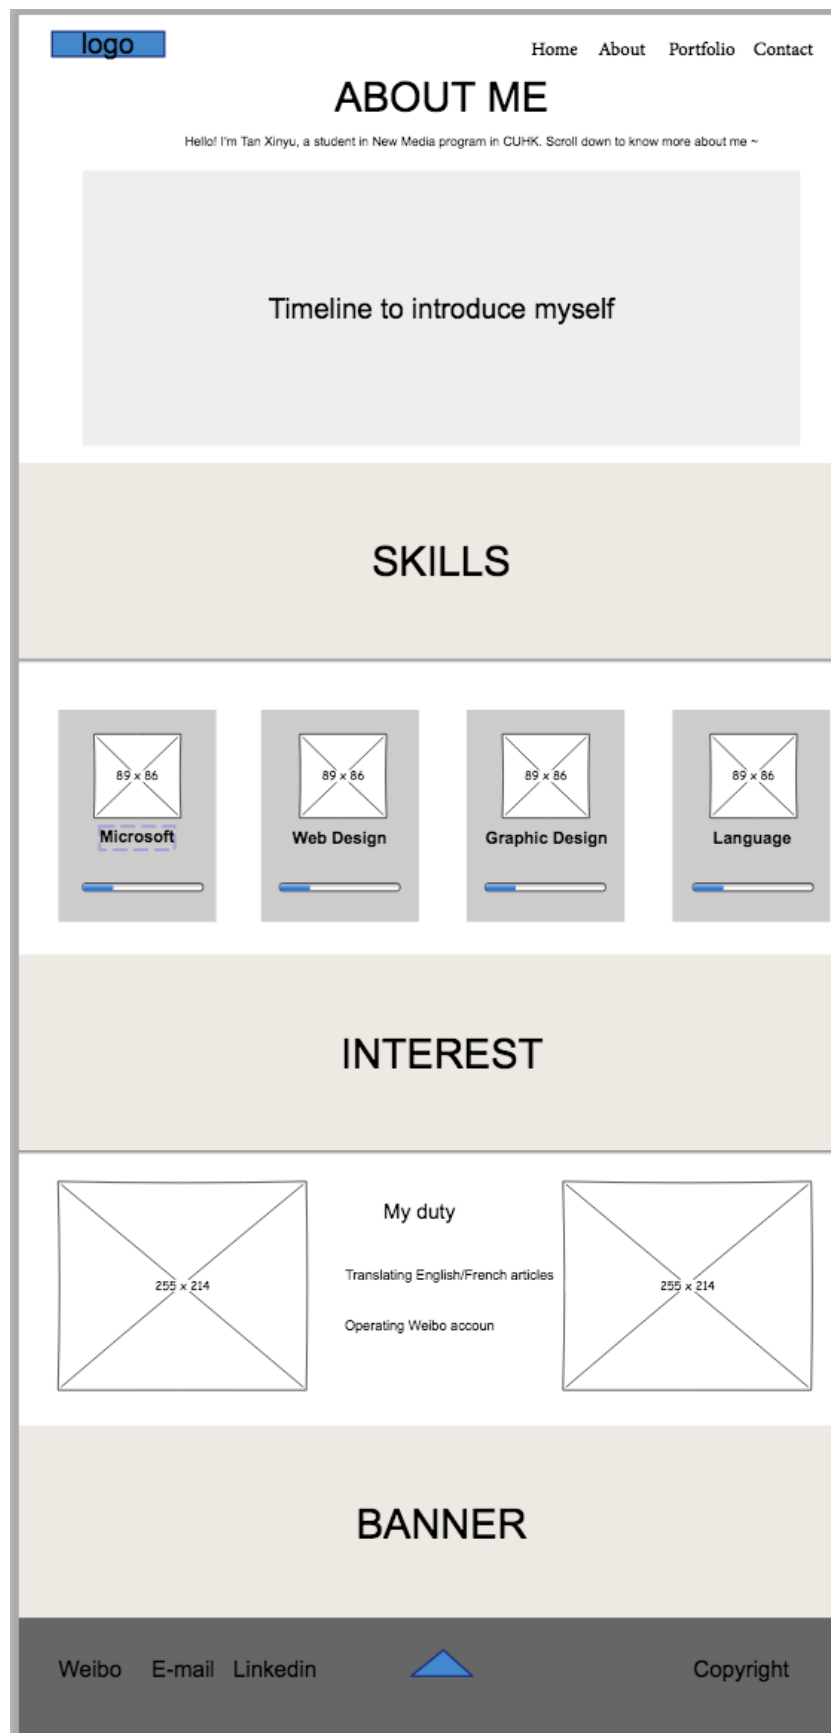 logo
Home About Portfolio Contact
ABOUT ME
Hello! I'm Tan Xinyu, a student in New Media program in CUHK. Scroll down to know more about me ~
Timeline to introduce myself
SKILLS
89 x 86 89 x 86 89 x 86 89 x 86
Microsoft Web Design Graphic Design Language
INTEREST
My duty
Translating English/French articles
255 x 214 255 x 214
Operating Weibo accoun
BANNER
Weibo E-mail Linkedin Copyright